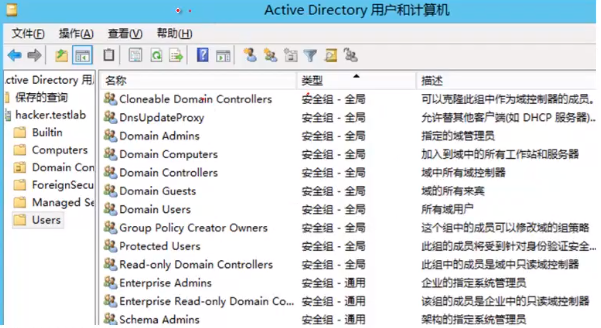 Active Directory 用户和计算机
文件(F) 操作(A) 查看(V) 帮助(H)
ctive Directory 用
保存的查询
hacker.testlab
Builtin
Computers
Domain Con
ForeignSecu
Managed Se
Users
名称 类型 描述
Cloneable Domain Controllers 安全组 - 全局 可以克隆此组中作为域控制器的成员。
DnsUpdateProxy 安全组 - 全局 允许替其他客户端(如 DHCP 服务器)...
Domain Admins 安全组 - 全局 指定的域管理员
Domain Computers 安全组 - 全局 加入到域中的所有工作站和服务器
Domain Controllers 安全组 - 全局 域中所有域控制器
Domain Guests 安全组 - 全局 域的所有来宾
Domain Users 安全组 - 全局 所有域用户
Group Policy Creator Owners 安全组 - 全局 这个组中的成员可以修改域的组策略
Protected Users 安全组 - 全局 此组的成员将受到针对身份验证安全...
Read-only Domain Controllers 安全组 - 全局 此组中的成员是域中只读域控制器
Enterprise Admins 安全组 - 通用 企业的指定系统管理员
Enterprise Read-only Domain Co... 安全组 - 通用 该组的成员是企业中的只读域控制器
Schema Admins 安全组 - 通用 架构的指定系统管理员